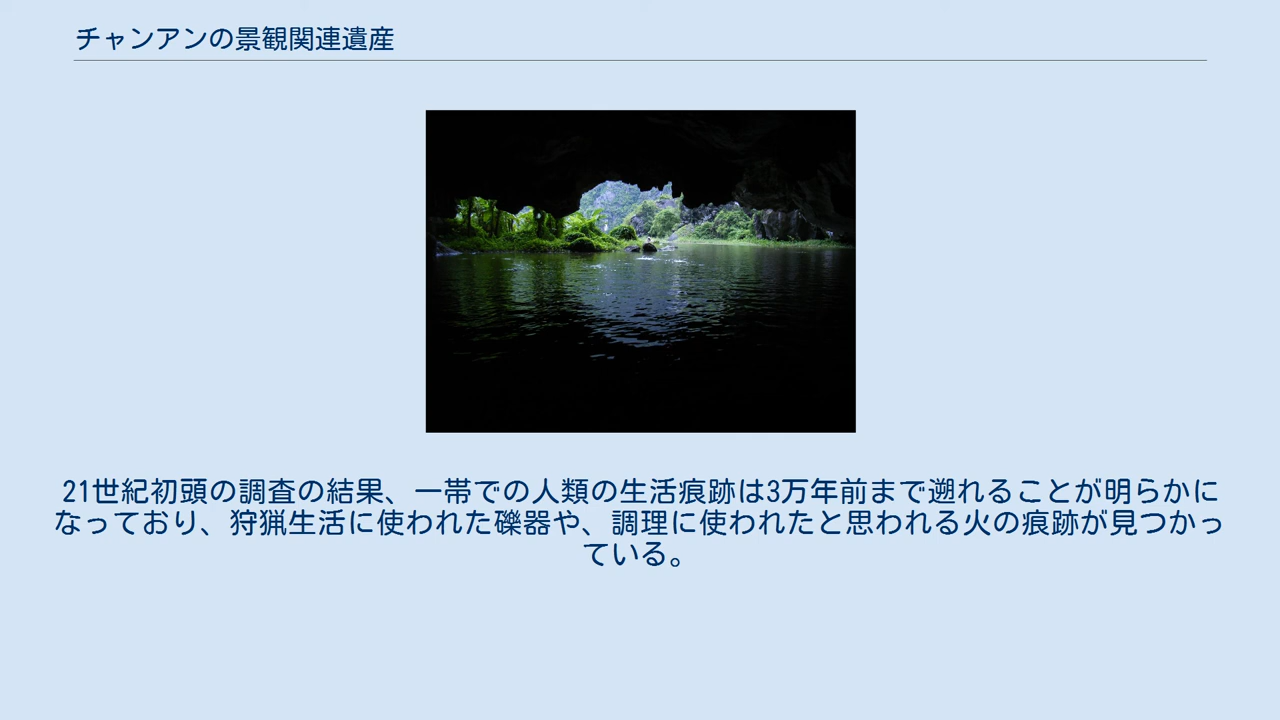 チャンアンの景観関連遺産
21世紀初頭の調査の結果、一帯での人類の生活痕跡は3万年前まで遡れることが明らかに
なっており、狩猟生活に使われた礫器や、調理に使われたと思われる火の痕跡が見つかっ
ている。